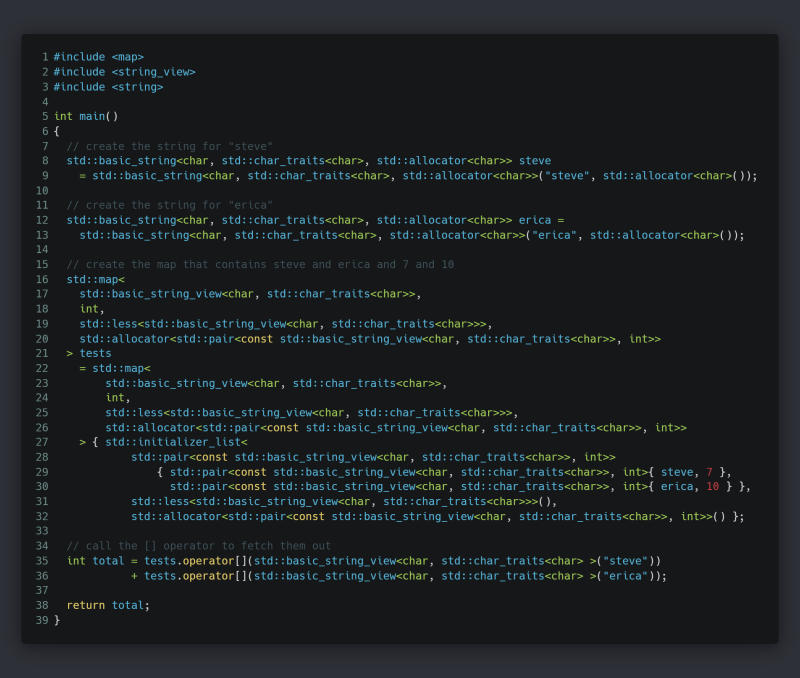 1 #include <map>
2 #include <string_view>
3 #include <string>
4
5 int main()
6 {
7   // create the string for "steve"
8   std::basic_string<char, std::char_traits<char>, std::allocator<char>> steve
9     = std::basic_string<char, std::char_traits<char>, std::allocator<char>>("steve", std::allocator<char>());
10
11   // create the string for "erica"
12   std::basic_string<char, std::char_traits<char>, std::allocator<char>> erica =
13     std::basic_string<char, std::char_traits<char>, std::allocator<char>>("erica", std::allocator<char>());
14
15   // create the map that contains steve and erica and 7 and 10
16   std::map<
17     std::basic_string_view<char, std::char_traits<char>>,
18     int,
19     std::less<std::basic_string_view<char, std::char_traits<char>>>,
20     std::allocator<std::pair<const std::basic_string_view<char, std::char_traits<char>>, int>>
21   > tests
22     = std::map<
23         std::basic_string_view<char, std::char_traits<char>>,
24         int,
25         std::less<std::basic_string_view<char, std::char_traits<char>>>,
26         std::allocator<std::pair<const std::basic_string_view<char, std::char_traits<char>>, int>>
27     > { std::initializer_list<
28             std::pair<const std::basic_string_view<char, std::char_traits<char>>, int>>
29                 { std::pair<const std::basic_string_view<char, std::char_traits<char>>, int>{ steve, 7 },
30                   std::pair<const std::basic_string_view<char, std::char_traits<char>>, int>{ erica, 10 } },
31             std::less<std::basic_string_view<char, std::char_traits<char>>>(),
32             std::allocator<std::pair<const std::basic_string_view<char, std::char_traits<char>>, int>>() };
33
34   // call the [] operator to fetch them out
35   int total = tests.operator[](std::basic_string_view<char, std::char_traits<char> >("steve"))
36             + tests.operator[](std::basic_string_view<char, std::char_traits<char> >("erica"));
37
38   return total;
39 }